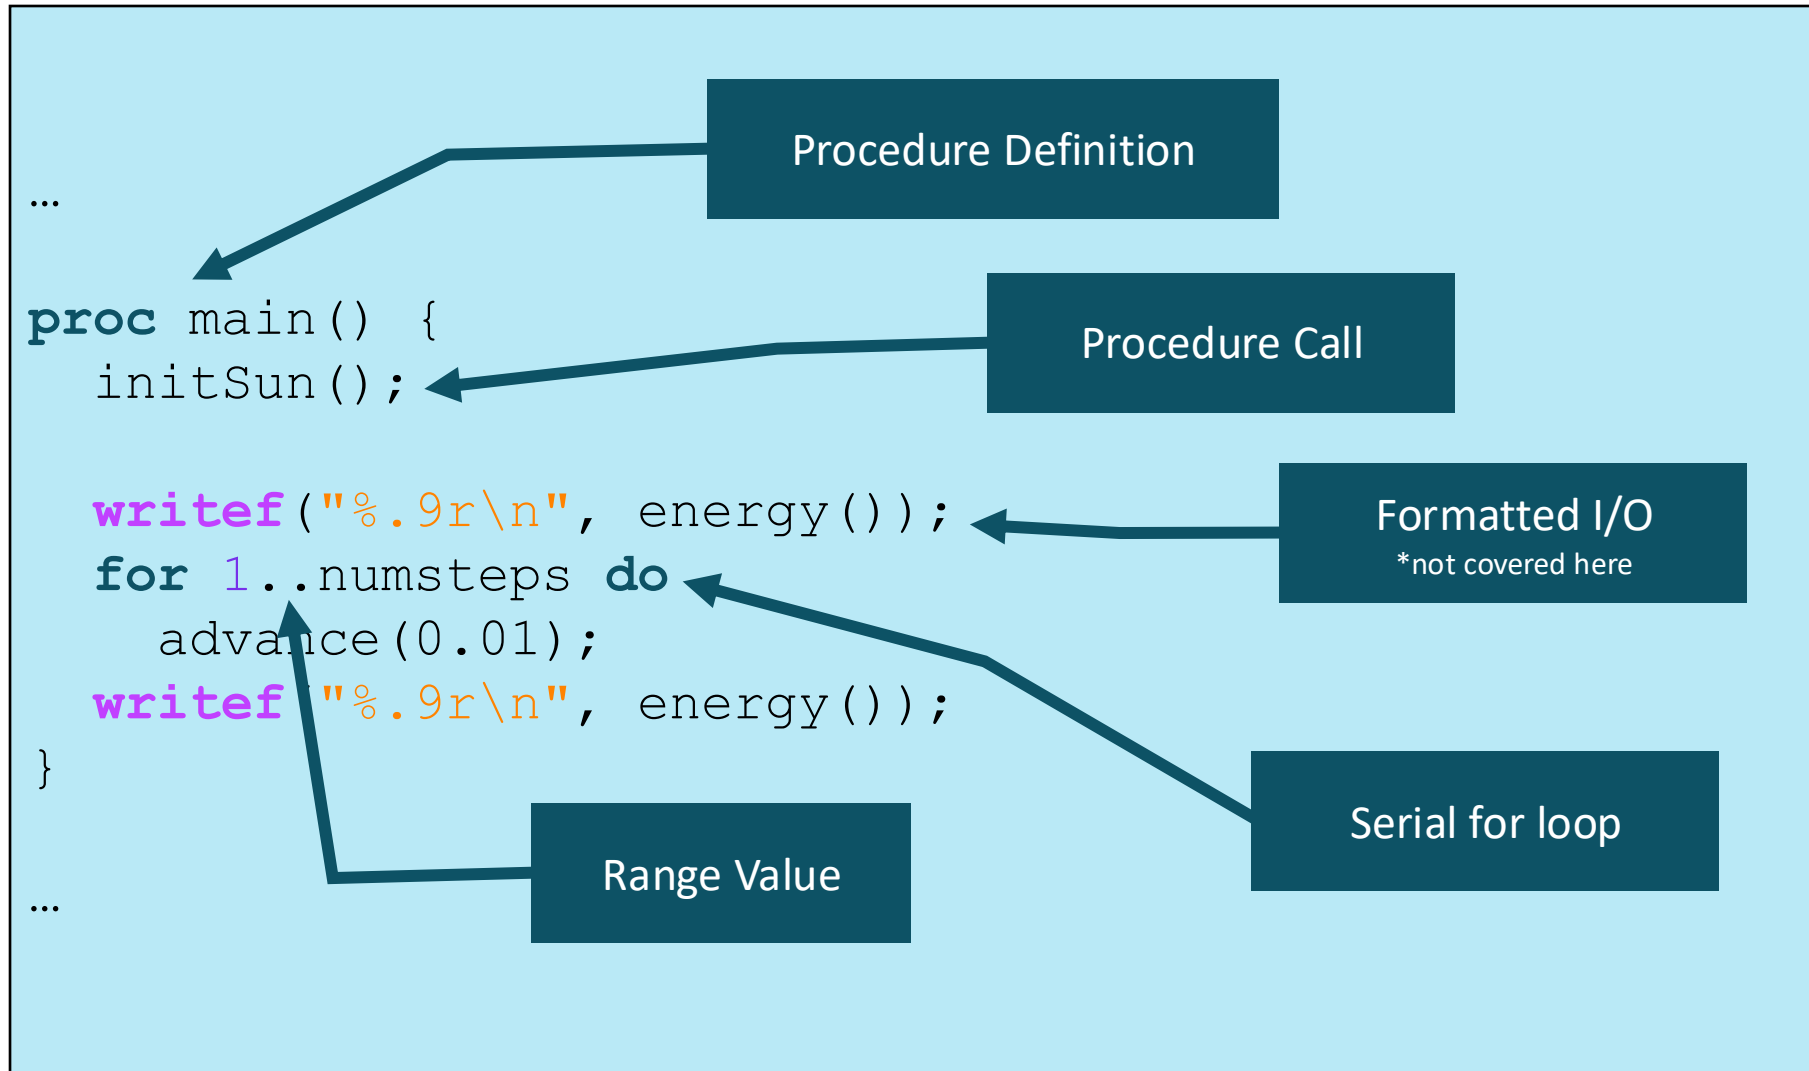 Procedure Definition
…
proc main() {
Procedure Call
initSun();
writef("%.9r\n", energy());
Formatted I/O
*not covered here
for 1..numsteps do
advance(0.01);
writef("%.9r\n", energy());
}
Serial for loop
Range Value
…